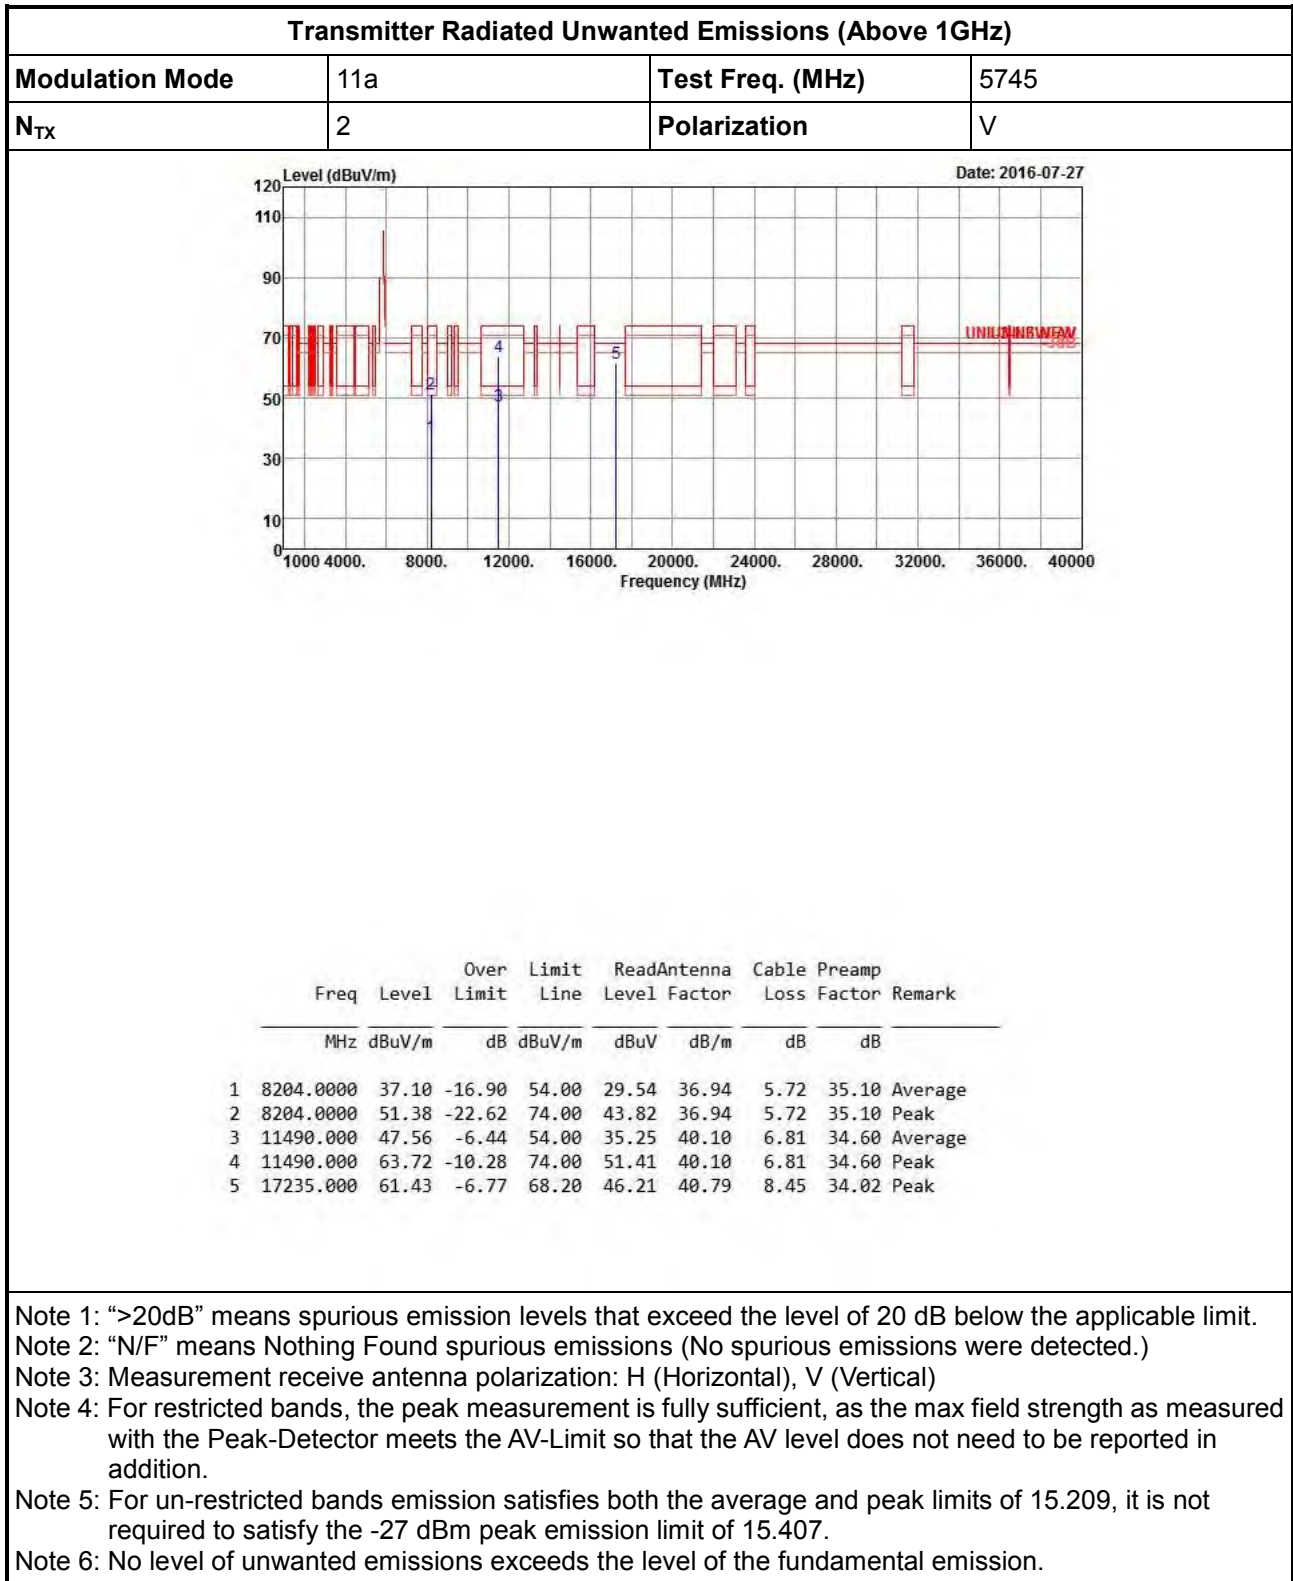 Transmitter Radiated Unwanted Emissions (Above 1GHz)
Modulation Mode 11a Test Freq. (MHz) 5745
NTX 2 Polarization V
Level (dBuV/m) Date: 2016-07-27
120
110
90
70
50
30
10
0
4
5
2
3
1
1000 4000. 8000. 12000. 16000. 20000. 24000. 28000. 32000. 36000. 40000
Frequency (MHz)
Over Limit ReadAntenna Cable Preamp
Freq Level Limit Line Level Factor Loss Factor Remark
MHz dBuV/m dB dBuV/m dBuV dB/m dB dB
1 8204.0000 37.10 -16.90 54.00 29.54 36.94 5.72 35.10 Average
2 8204.0000 51.38 -22.62 74.00 43.82 36.94 5.72 35.10 Peak
3 11490.000 47.56 -6.44 54.00 35.25 40.10 6.81 34.60 Average
4 11490.000 63.72 -10.28 74.00 51.41 40.10 6.81 34.60 Peak
5 17235.000 61.43 -6.77 68.20 46.21 40.79 8.45 34.02 Peak
Note 1: “>20dB” means spurious emission levels that exceed the level of 20 dB below the applicable limit.
Note 2: “N/F” means Nothing Found spurious emissions (No spurious emissions were detected.)
Note 3: Measurement receive antenna polarization: H (Horizontal), V (Vertical)
Note 4: For restricted bands, the peak measurement is fully sufficient, as the max field strength as measured
with the Peak-Detector meets the AV-Limit so that the AV level does not need to be reported in
addition.
Note 5: For un-restricted bands emission satisfies both the average and peak limits of 15.209, it is not
required to satisfy the -27 dBm peak emission limit of 15.407.
Note 6: No level of unwanted emissions exceeds the level of the fundamental emission.